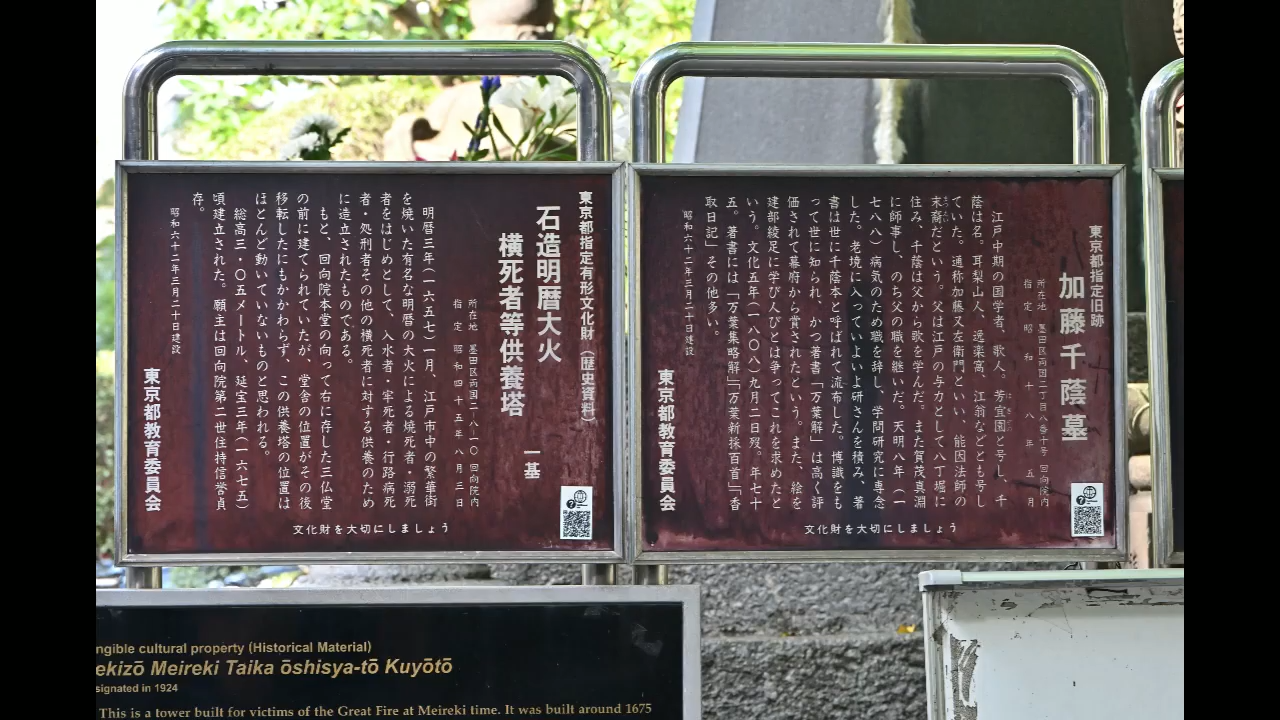 東京都指定旧跡
加藤千蔭墓
所在地 墨田区両国二丁目八番十号 回向院内
指定 昭和十八年五月
江戸中期の国学者、歌人。芳宜園と号し、千
蔭は名。耳梨山人、逸楽窩、江翁などとも号し
ていた。通称加藤又左衛門といい、能因法師の
末裔だという。父は江戸の与力として八丁堀に
住み、千蔭は父から歌を学んだ。また賀茂真淵
に師事し、のち父の職を継いだ。天明八年(一
七八八)病気のため職を辞し、学問研究に専念
した。老境に入っていよいよ研さんを積み、著
書は世に千蔭本と呼ばれて流布した。博識をも
って世に知られ、かつ著書「万葉解」は高く評
価されて幕府から賞されたという。また、絵を
建部綾足に学び人びとは争ってこれを求めたと
いう。文化五年(一八〇八)九月二日歿。年七十
五。著書には「万葉集略解」「万葉新採百首」「香
取日記」その他多い。
昭和六十二年三月二十日建設
東京都教育委員会
文化財を大切にしましょう
東京都指定有形文化財(歴史資料)
石造明暦大火
横死者等供養塔 一基
所在地 墨田区両国二-八-一〇 回向院内
指定 昭和四十五年八月三日
明暦三年(一六五七)一月、江戸市中の繁華街
を焼いた有名な明暦の大火による焼死者・溺死
者をはじめとして、入水者・牢死者・行路病死
者・処刑者その他の横死者に対する供養のため
に造立されたものである。
もと、回向院本堂の向って右に存した三仏堂
の前に建てられていたが、堂舎の位置がその後
移転したにもかかわらず、この供養塔の位置は
ほとんど動いていないものと思われる。
総高三・〇五メートル、延宝三年(一六七五)
頃建立された。願主は回向院第二世住持信誉貞
存。
昭和六十二年三月二十日建設
東京都教育委員会
文化財を大切にしましょう
ngible cultural property (Historical Material)
ekizō Meireki Taika ōshisya-tō Kuyōtō
signated in 1924
This is a tower built for victims of the Great Fire at Meireki time. It was built around 1675